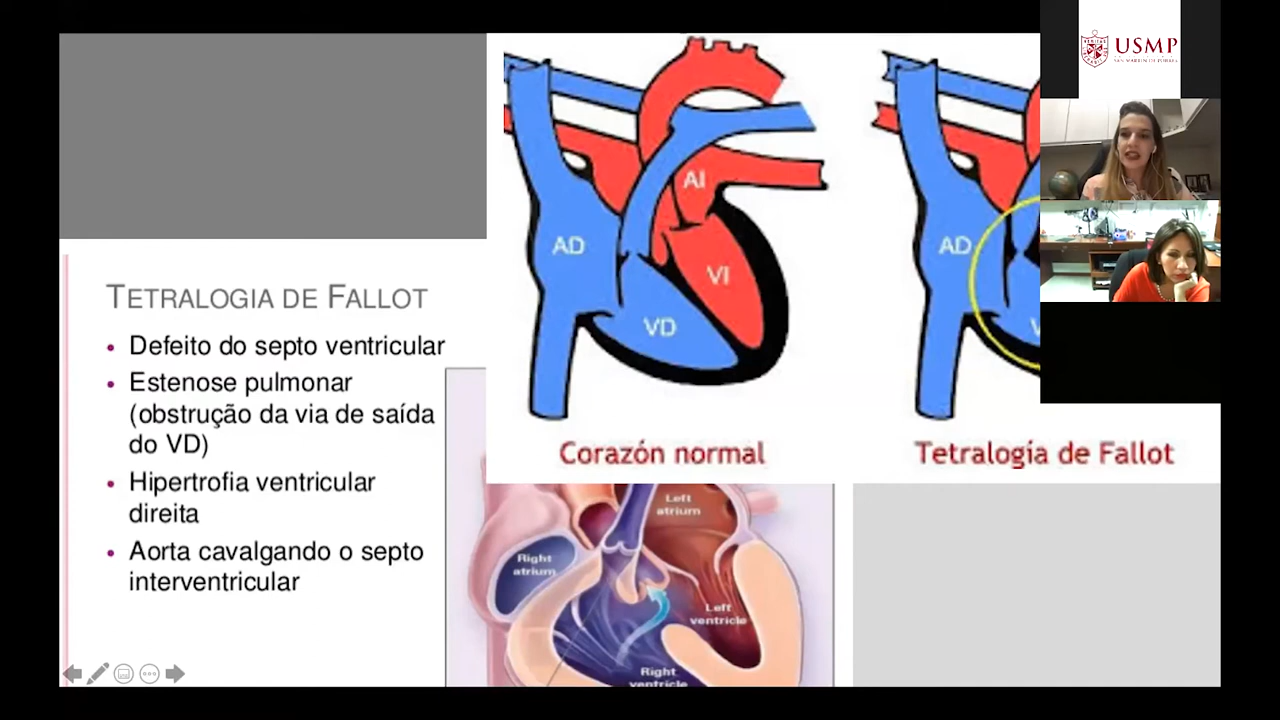 USMP
TETRALOGIA DE FALLOT
• Defeito do septo ventricular
• Estenose pulmonar
(obstrução da via de saída
do VD)
• Hipertrofia ventricular
direita
• Aorta cavalgando o septo
interventricular
AI
AD
VI
VD
Corazón normal
AD
Tetralogía de Fallot
Left
atrium
Right
atrium
Left
ventricle
Right
ventricle